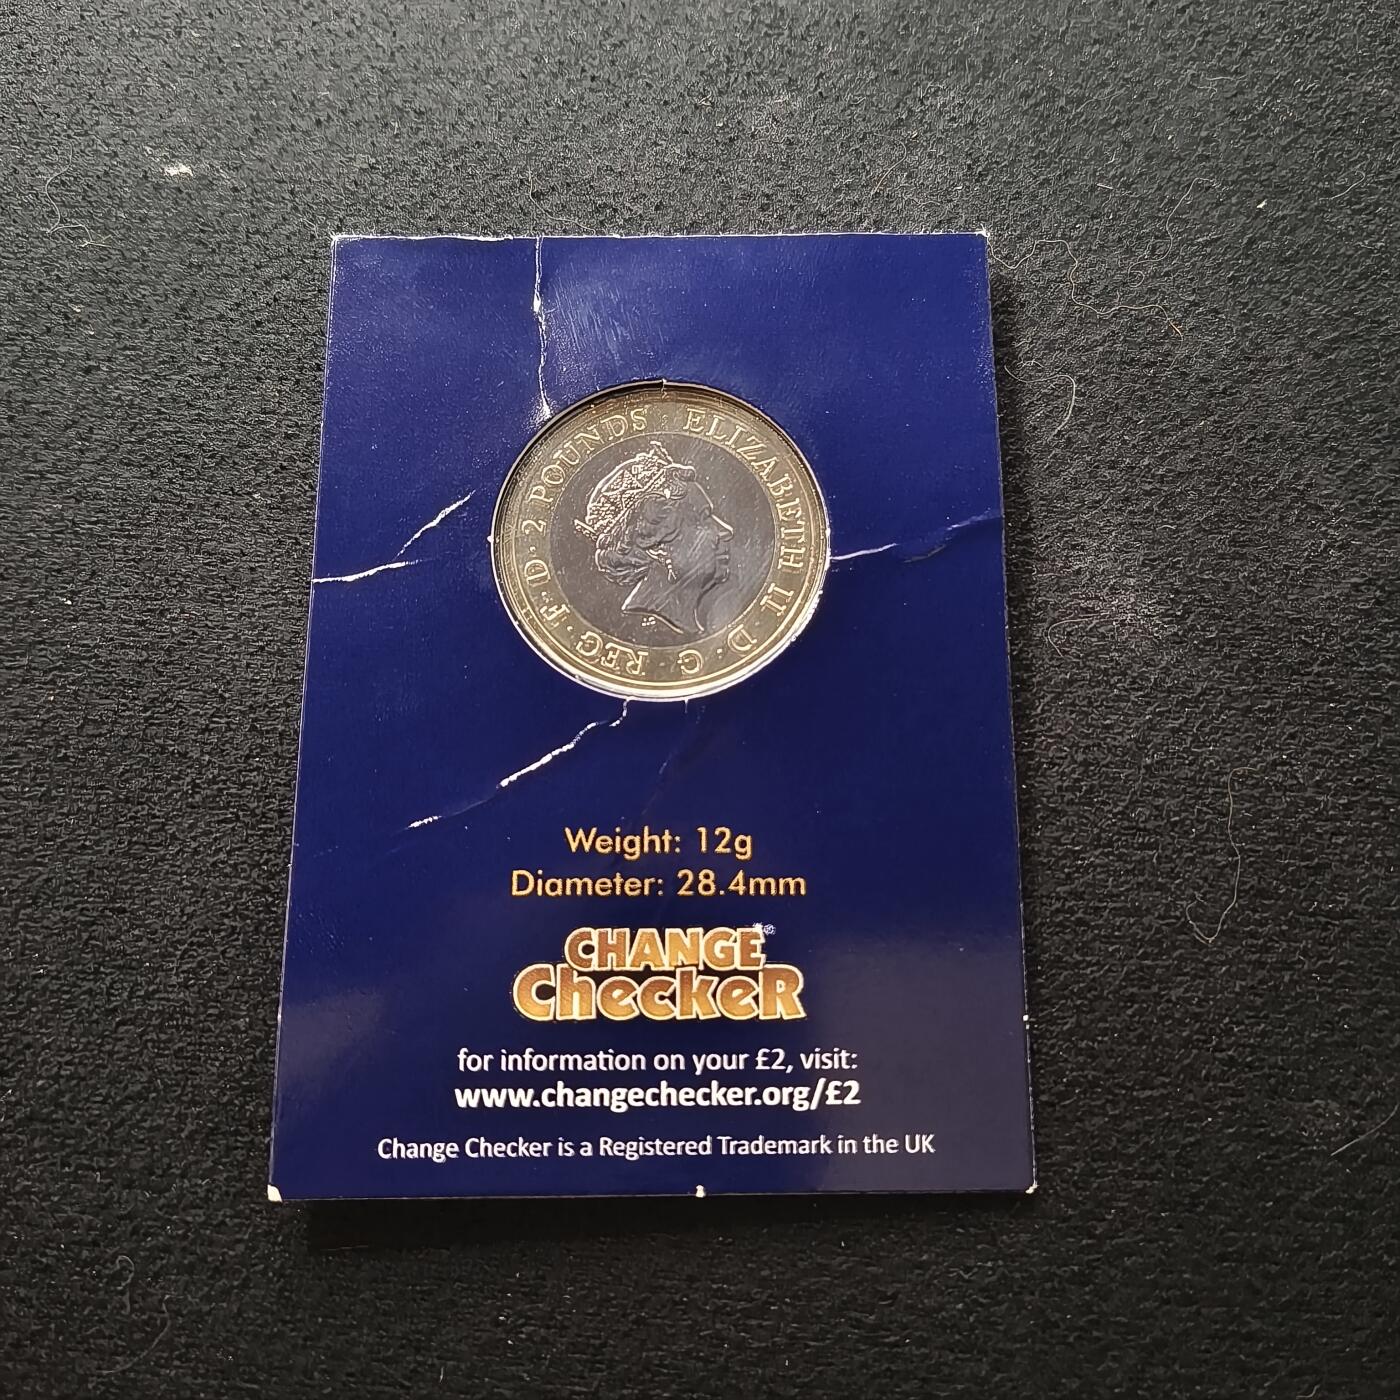 2 POUNDS · ELIZABETH II · D · G · REG · F · D ·
Weight: 12g
Diameter: 28.4mm
CHANGE
CheckeR
for information on your £2, visit:
www.changechecker.org/£2
Change Checker is a Registered Trademark in the UK